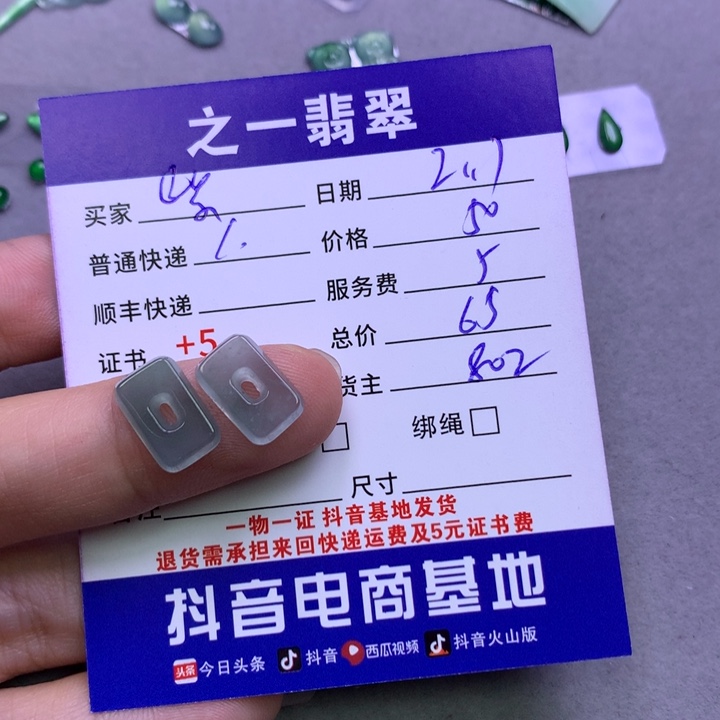 之一翡翠
买家 日期
普通快递 1. 价格 50
顺丰快递 服务费 5
证书 +5 总价 65
货主 802
绑绳
尺寸
一物一证 抖音基地发货
退货需承担来回快递运费及5元证书费
抖音电商基地
头条 今日头条 抖音 西瓜视频 抖音火山版